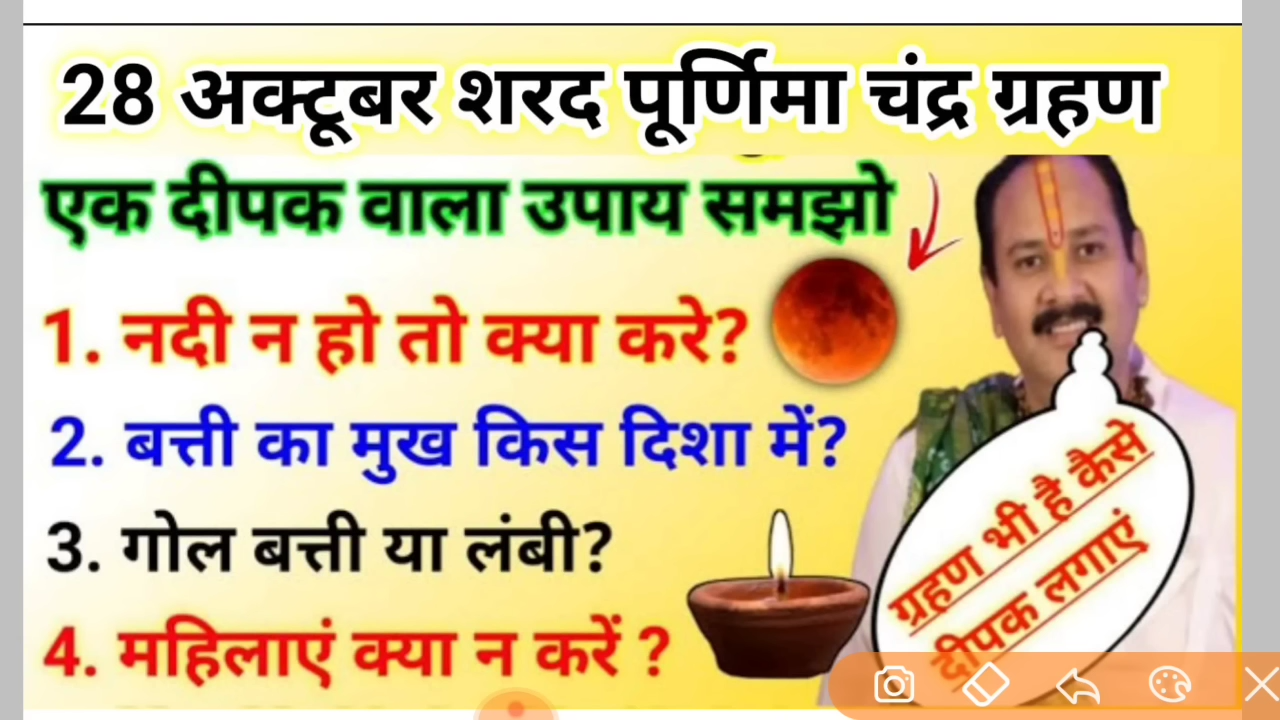 28 अक्टूबर शरद पूर्णिमा चंद्र ग्रहण
एक दीपक वाला उपाय समझो
1. नदी न हो तो क्या करे?
2. बत्ती का मुख किस दिशा में?
3. गोल बत्ती या लंबी?
4. महिलाएं क्या न करें ?
ग्रहण भी है कैसे
दीपक लगाएं